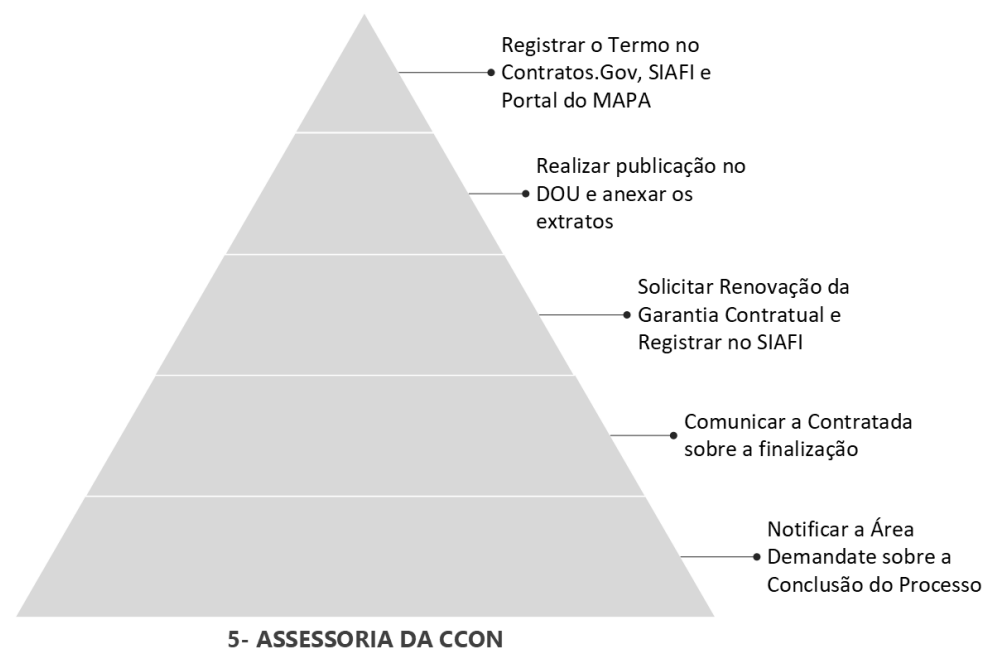 Registrar o Termo no
Contratos.Gov, SIAFI e
Portal do MAPA
Realizar publicação no
DOU e anexar os
extratos
Solicitar Renovação da
Garantia Contratual e
Registrar no SIAFI
Comunicar a Contratada
sobre a finalização
Notificar a Área
Demandate sobre a
Conclusão do Processo
5- ASSESSORIA DA CCON